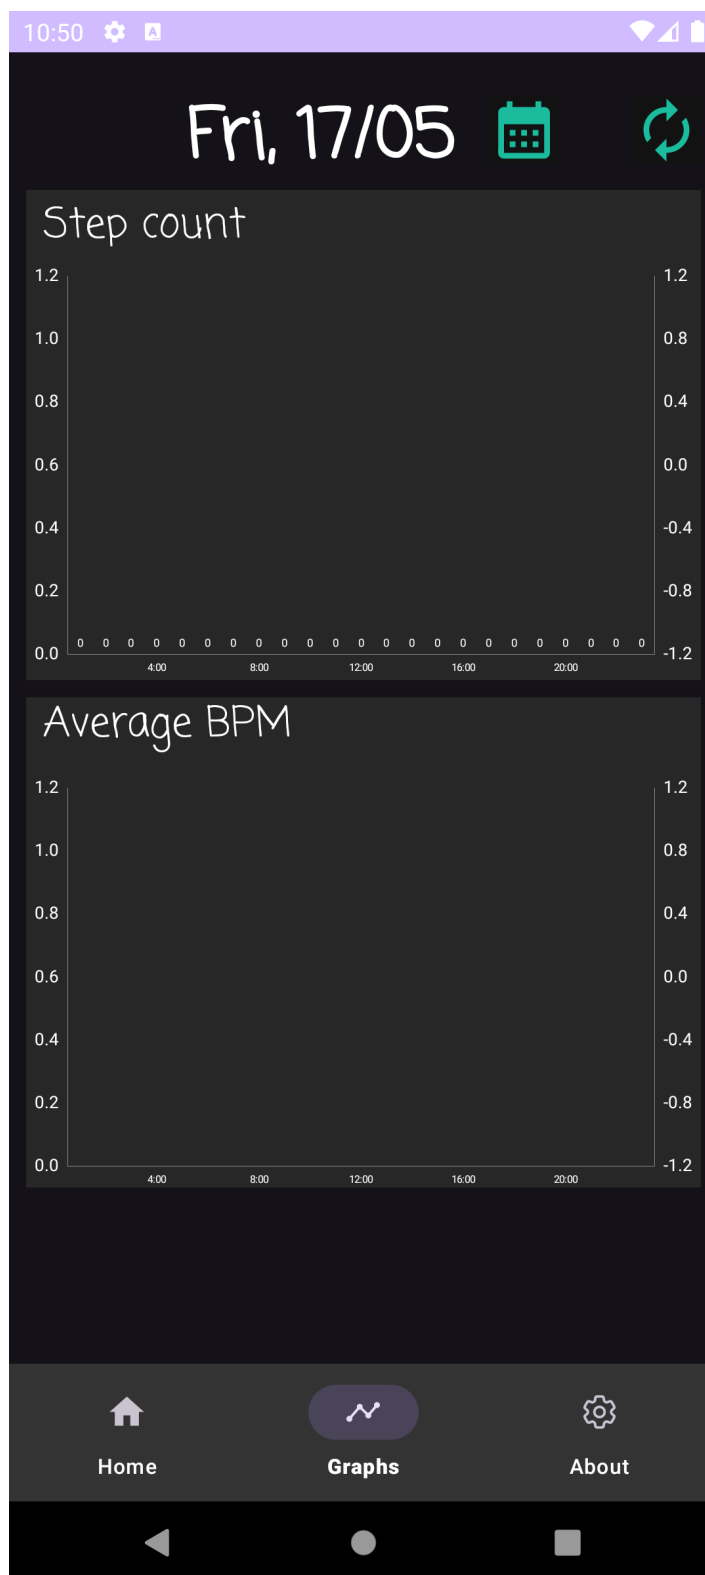 10:50
Fri, 17/05
Step count
1.2 1.2
1.0 0.8
0.8 0.4
0.6 0.0
0.4 -0.4
0.2 -0.8
0 0 0 0 0 0 0 0 0 0 0 0 0 0 0 0 0 0 0 0 0 0 0
0.0 -1.2
4:00 8:00 12:00 16:00 20:00
Average BPM
1.2 1.2
1.0 0.8
0.8 0.4
0.6 0.0
0.4 -0.4
0.2 -0.8
0.0 -1.2
4:00 8:00 12:00 16:00 20:00
Home Graphs About